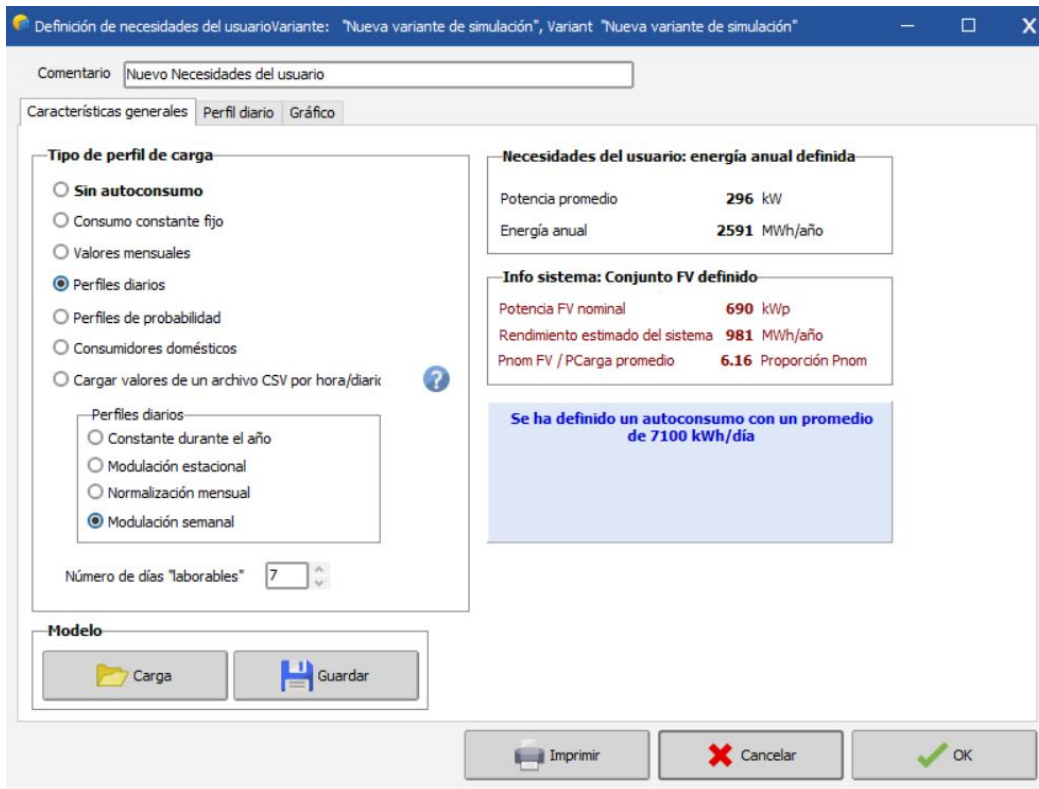 Definición de necesidades del usuarioVariante: "Nueva variante de simulación", Variant "Nueva variante de simulación"
Comentario Nuevo Necesidades del usuario
Características generales Perfil diario Gráfico
Tipo de perfil de carga
Sin autoconsumo
Consumo constante fijo
Valores mensuales
Perfiles diarios
Perfiles de probabilidad
Consumidores domésticos
Cargar valores de un archivo CSV por hora/diaric
?
Perfiles diarios
Constante durante el año
Modulación estacional
Normalización mensual
Modulación semanal
Número de días "laborables" 7
Necesidades del usuario: energía anual definida
Potencia promedio 296 kW
Energía anual 2591 MWh/año
Info sistema: Conjunto FV definido
Potencia FV nominal 690 kWp
Rendimiento estimado del sistema 981 MWh/año
Pnom FV / PCarga promedio 6.16 Proporción Pnom
Se ha definido un autoconsumo con un promedio
de 7100 kWh/día
Modelo
Carga Guardar
Imprimir Cancelar OK